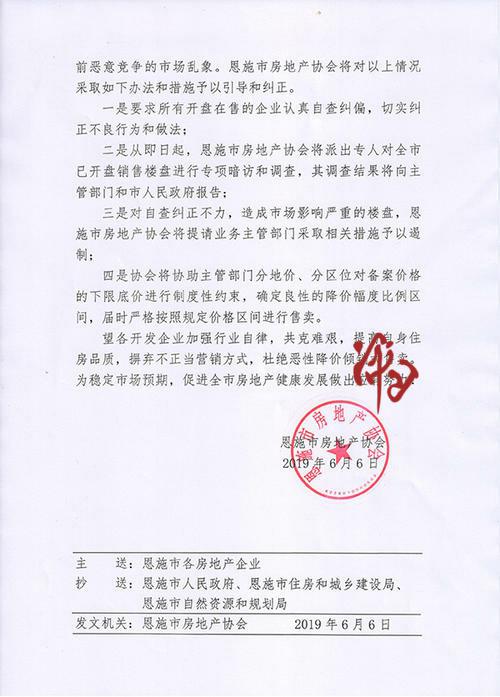 前恶意竞争的市场乱象。恩施市房地产协会将对以上情况
采取如下办法和措施予以引导和纠正。
一是要求所有开盘在售的企业认真自查纠偏，切实纠
正不良行为和做法；
二是从即日起，恩施市房地产协会将派出专人对全市
已开盘销售楼盘进行专项暗访和调查，其调查结果将向主
管部门和市人民政府报告；
三是对自查纠正不力，造成市场影响严重的楼盘，恩
施市房地产协会将提请业务主管部门采取相关措施予以遏
制；
四是协会将协助主管部门分地价、分区位对备案价格
的下限底价进行制度性约束，确定良性的降价幅度比例区
间，届时严格按照规定价格区间进行售卖。
望各开发企业加强行业自律，共克难艰，提高自身住
房品质，摒弃不正当营销方式，杜绝恶性降价倾 售卖。
为稳定市场预期，促进全市房地产健康发展做出应 努力。
恩施市房地产协会
恩施市房地产协会
2019年6月6日
主 送：恩施市各房地产企业
抄 送：恩施市人民政府、恩施市住房和城乡建设局、
恩施市自然资源和规划局
发文机关：恩施市房地产协会 2019年6月6日